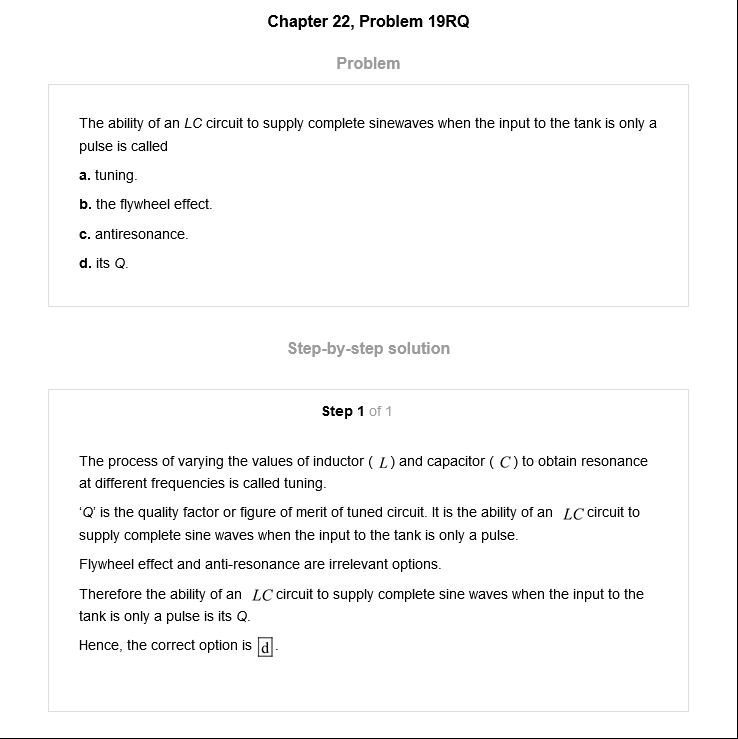 Chapter 22, Problem 19RQ
Problem
The ability of an LC circuit to supply complete sinewaves when the input to the tank is only a
pulse is called
a. tuning.
b. the flywheel effect.
c. antiresonance.
d. its Q.
Step-by-step solution
Step 1 of 1
The process of varying the values of inductor ( L ) and capacitor ( C ) to obtain resonance
at different frequencies is called tuning.
‘Q’ is the quality factor or figure of merit of tuned circuit. It is the ability of an LC circuit to
supply complete sine waves when the input to the tank is only a pulse.
Flywheel effect and anti-resonance are irrelevant options.
Therefore the ability of an LC circuit to supply complete sine waves when the input to the
tank is only a pulse is its Q.
Hence, the correct option is d.